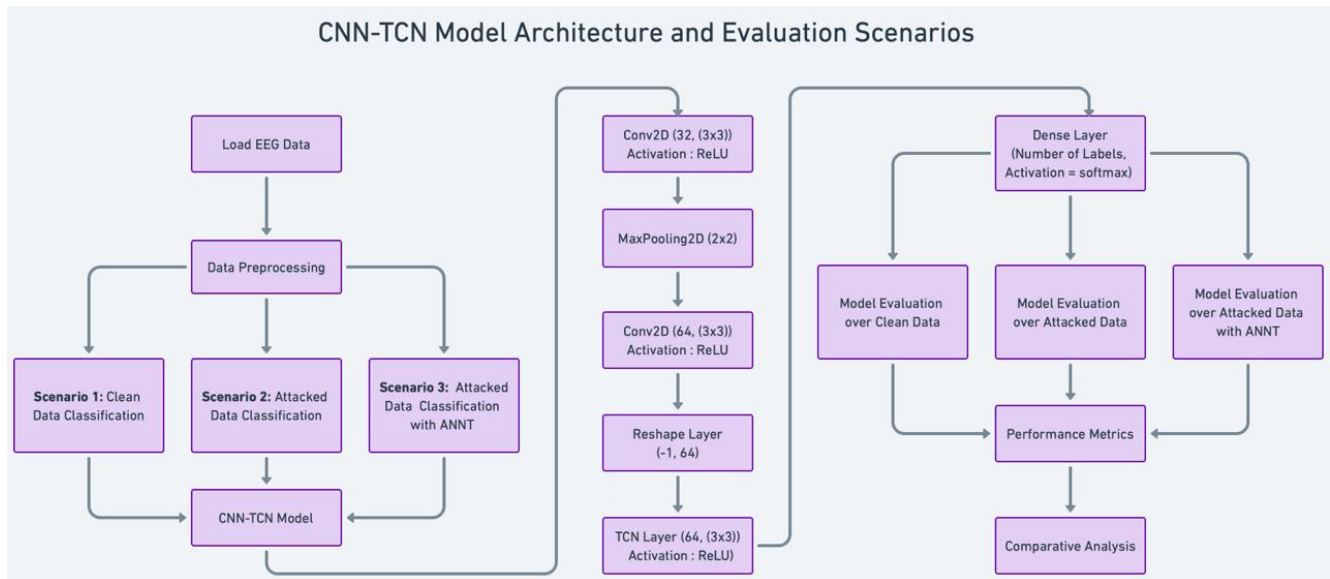 CNN-TCN Model Architecture and Evaluation Scenarios
Load EEG Data
Data Preprocessing
Scenario 1: Clean
Data Classification
Scenario 2: Attacked
Data Classification
Scenario 3: Attacked
Data Classification
with ANNT
CNN-TCN Model
Conv2D (32, (3x3))
Activation : ReLU
MaxPooling2D (2x2)
Conv2D (64, (3x3))
Activation : ReLU
Reshape Layer
(-1, 64)
TCN Layer (64, (3x3))
Activation : ReLU)
Dense Layer
(Number of Labels,
Activation = softmax)
Model Evaluation
over Clean Data
Model Evaluation
over Attacked Data
Model Evaluation
over Attacked Data
with ANNT
Performance Metrics
Comparative Analysis